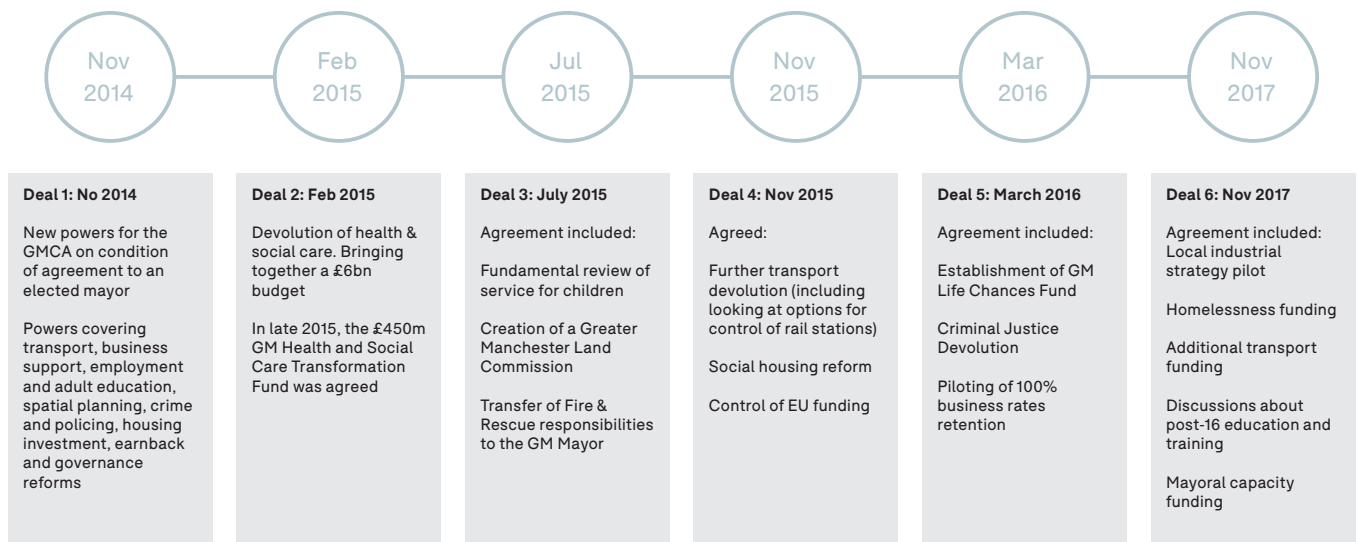 Nov
2014
Feb
2015
Jul
2015
Nov
2015
Mar
2016
Nov
2017
Deal 1: No 2014
New powers for the
GMCA on condition
of agreement to an
elected mayor
Powers covering
transport, business
support, employment
and adult education,
spatial planning, crime
and policing, housing
investment, earnback
and governance
reforms
Deal 2: Feb 2015
Devolution of health &
social care. Bringing
together a £6bn
budget
In late 2015, the £450m
GM Health and Social
Care Transformation
Fund was agreed
Deal 3: July 2015
Agreement included:
Fundamental review of
service for children
Creation of a Greater
Manchester Land
Commission
Transfer of Fire &
Rescue responsibilities
to the GM Mayor
Deal 4: Nov 2015
Agreed:
Further transport
devolution (including
looking at options for
control of rail stations)
Social housing reform
Control of EU funding
Deal 5: March 2016
Agreement included:
Establishment of GM
Life Chances Fund
Criminal Justice
Devolution
Piloting of 100%
business rates
retention
Deal 6: Nov 2017
Agreement included:
Local industrial
strategy pilot
Homelessness funding
Additional transport
funding
Discussions about
post-16 education and
training
Mayoral capacity
funding